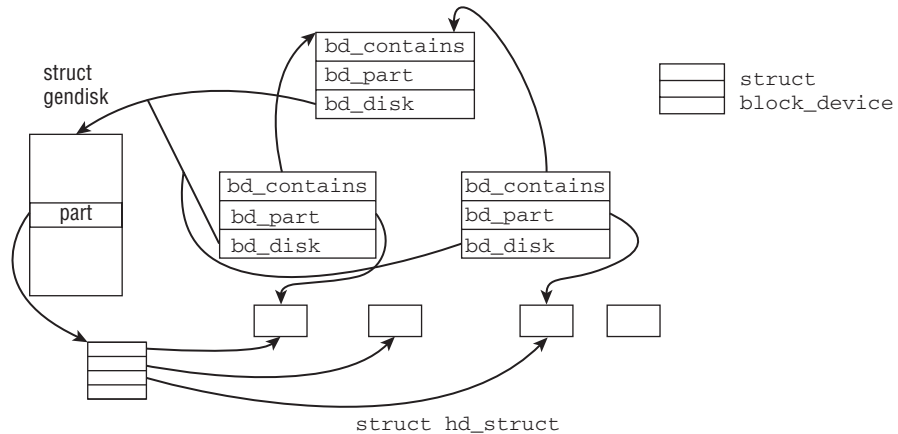 bd_contains
bd_part
bd_disk
struct
gendisk
struct
block_device
part
bd_contains
bd_part
bd_disk
bd_contains
bd_part
bd_disk
struct hd_struct